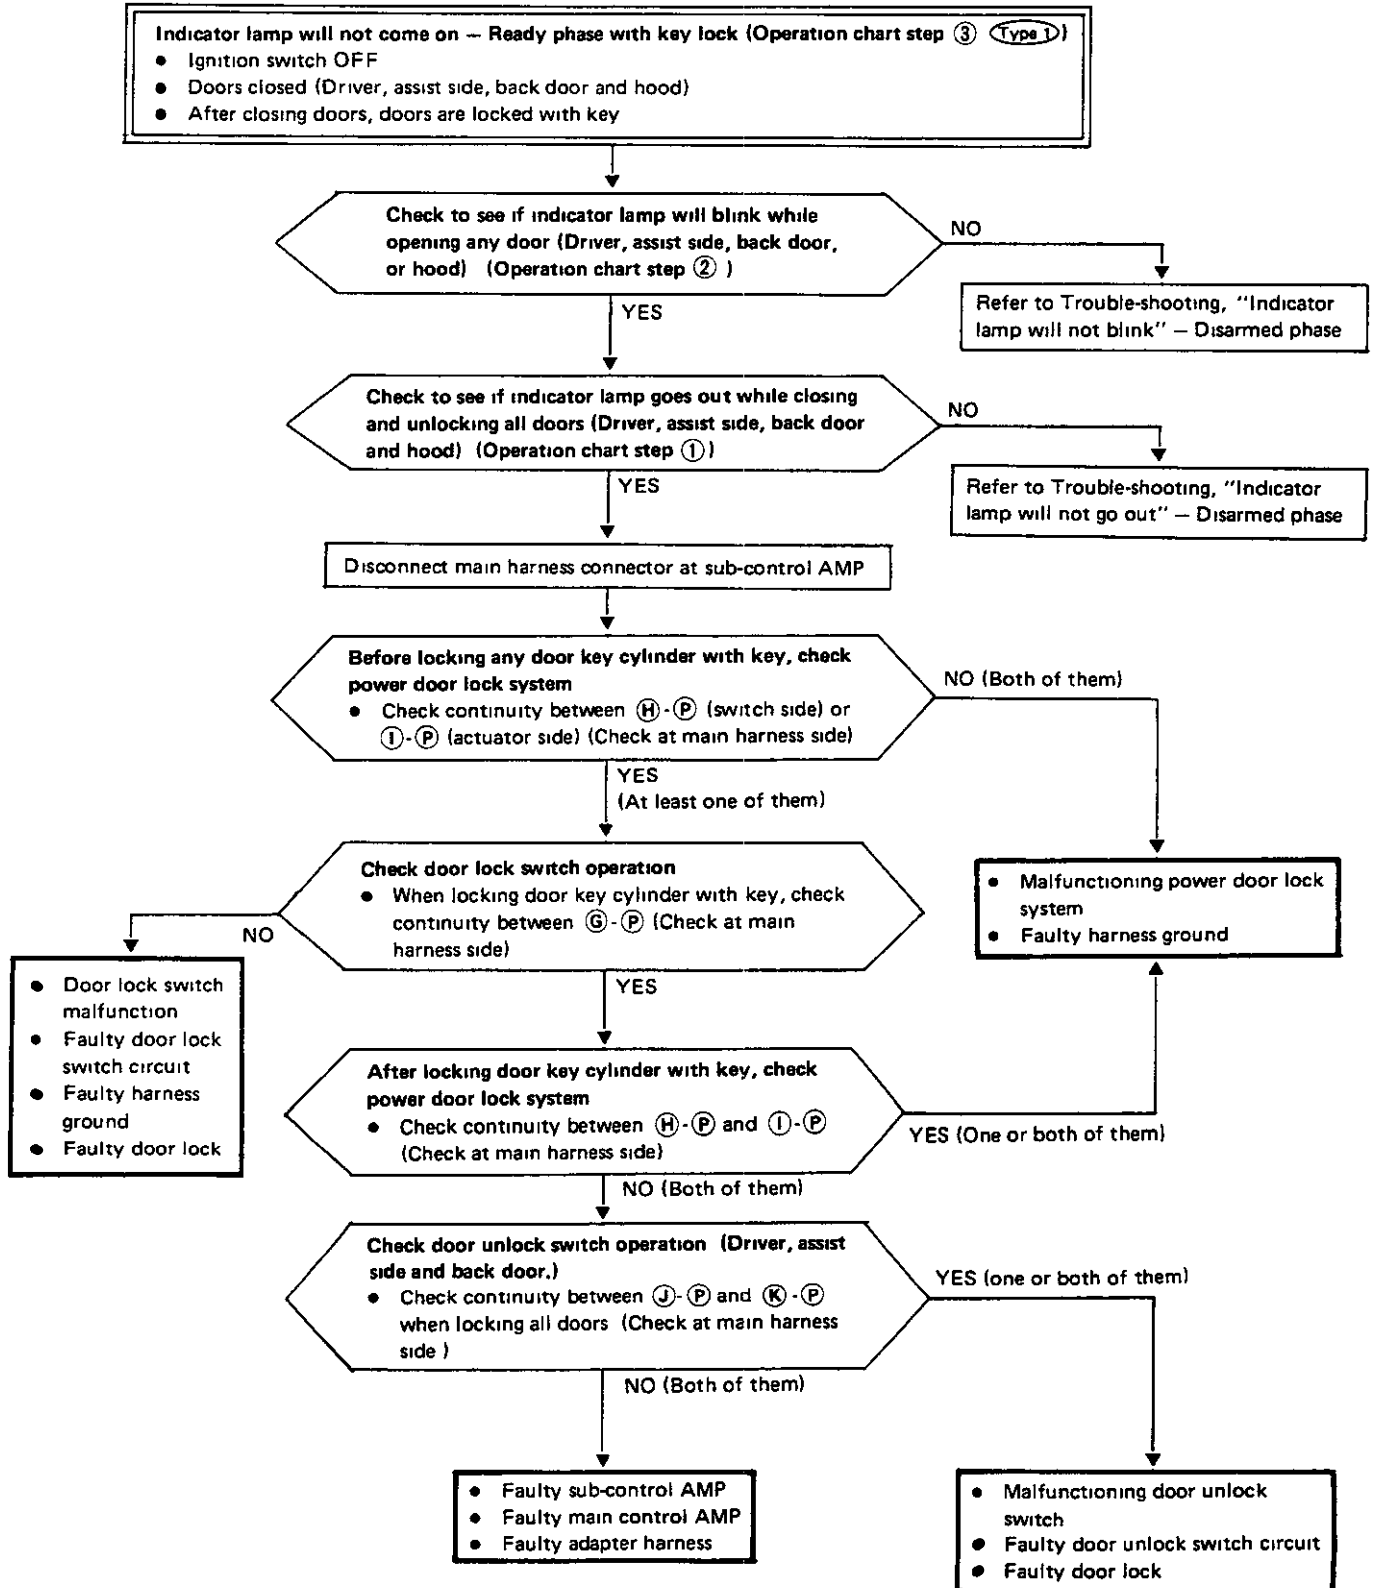 Indicator lamp will not come on — Ready phase with key lock (Operation chart step ③ Type 1)
● Ignition switch OFF
● Doors closed (Driver, assist side, back door and hood)
● After closing doors, doors are locked with key
Check to see if indicator lamp will blink while
opening any door (Driver, assist side, back door,
or hood) (Operation chart step ② )
NO
YES
Refer to Trouble-shooting, "Indicator
lamp will not blink" — Disarmed phase
Check to see if indicator lamp goes out while closing
and unlocking all doors (Driver, assist side, back door
and hood) (Operation chart step ①)
NO
YES
Refer to Trouble-shooting, "Indicator
lamp will not go out" — Disarmed phase
Disconnect main harness connector at sub-control AMP
Before locking any door key cylinder with key, check
power door lock system
● Check continuity between Ⓗ-Ⓟ (switch side) or
Ⓘ-Ⓟ (actuator side) (Check at main harness side)
NO (Both of them)
YES
(At least one of them)
Check door lock switch operation
● When locking door key cylinder with key, check
continuity between Ⓖ-Ⓟ (Check at main
harness side)
NO
YES
● Malfunctioning power door lock
system
● Faulty harness ground
● Door lock switch
malfunction
● Faulty door lock
switch circuit
● Faulty harness
ground
● Faulty door lock
After locking door key cylinder with key, check
power door lock system
● Check continuity between Ⓗ-Ⓟ and Ⓘ-Ⓟ
(Check at main harness side)
YES (One or both of them)
NO (Both of them)
Check door unlock switch operation (Driver, assist
side and back door.)
● Check continuity between Ⓙ-Ⓟ and Ⓚ-Ⓟ
when locking all doors (Check at main harness
side )
YES (one or both of them)
NO (Both of them)
● Faulty sub-control AMP
● Faulty main control AMP
● Faulty adapter harness
● Malfunctioning door unlock
switch
● Faulty door unlock switch circuit
● Faulty door lock